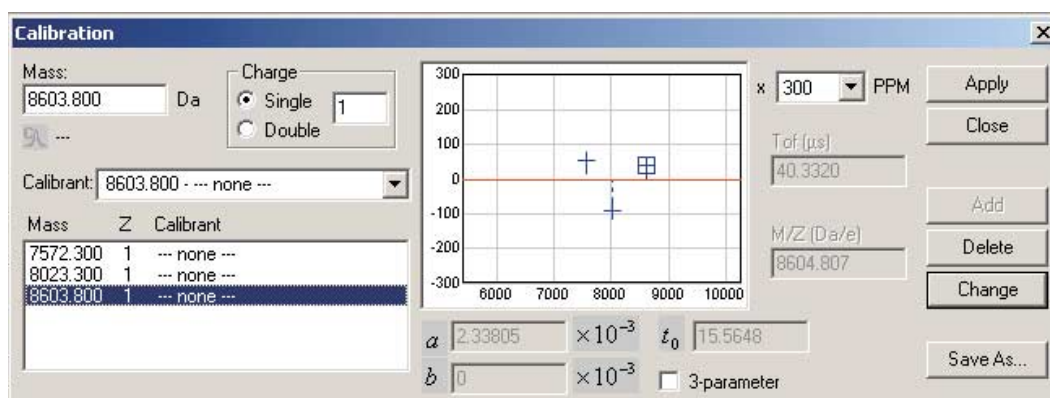 Calibration
Mass:
8603.800 Da
---
Charge
Single 1
Double
Calibrant: 8603.800 - --- none ---
Mass Z Calibrant
7572.300 1 --- none ---
8023.300 1 --- none ---
8603.800 1 --- none ---
300
200
100
0
-100
-200
-300
6000 7000 8000 9000 10000
x 300 PPM
Tof (µs)
40.3320
M/Z (Da/e)
8604.807
a 2.33805 ×10⁻³ t₀ 15.5648
b 0 ×10⁻³ 3-parameter
Apply
Close
Add
Delete
Change
Save As...